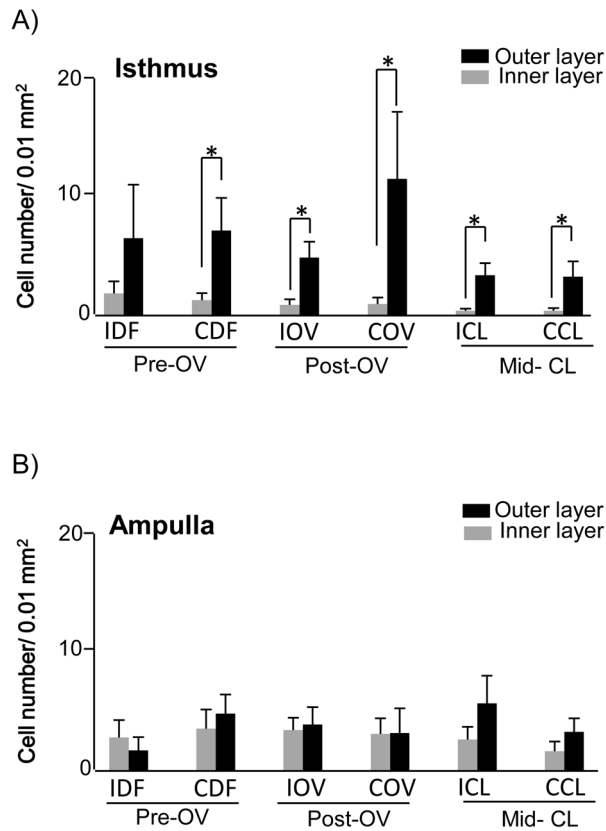 A)
Isthmus
Outer layer
Inner layer
Cell number/ 0.01 mm²
20
10
0
* * * * *
IDF CDF IOV COV ICL CCL
Pre-OV Post-OV Mid- CL
B)
Ampulla
Outer layer
Inner layer
Cell number/ 0.01 mm²
20
10
0
IDF CDF IOV COV ICL CCL
Pre-OV Post-OV Mid- CL